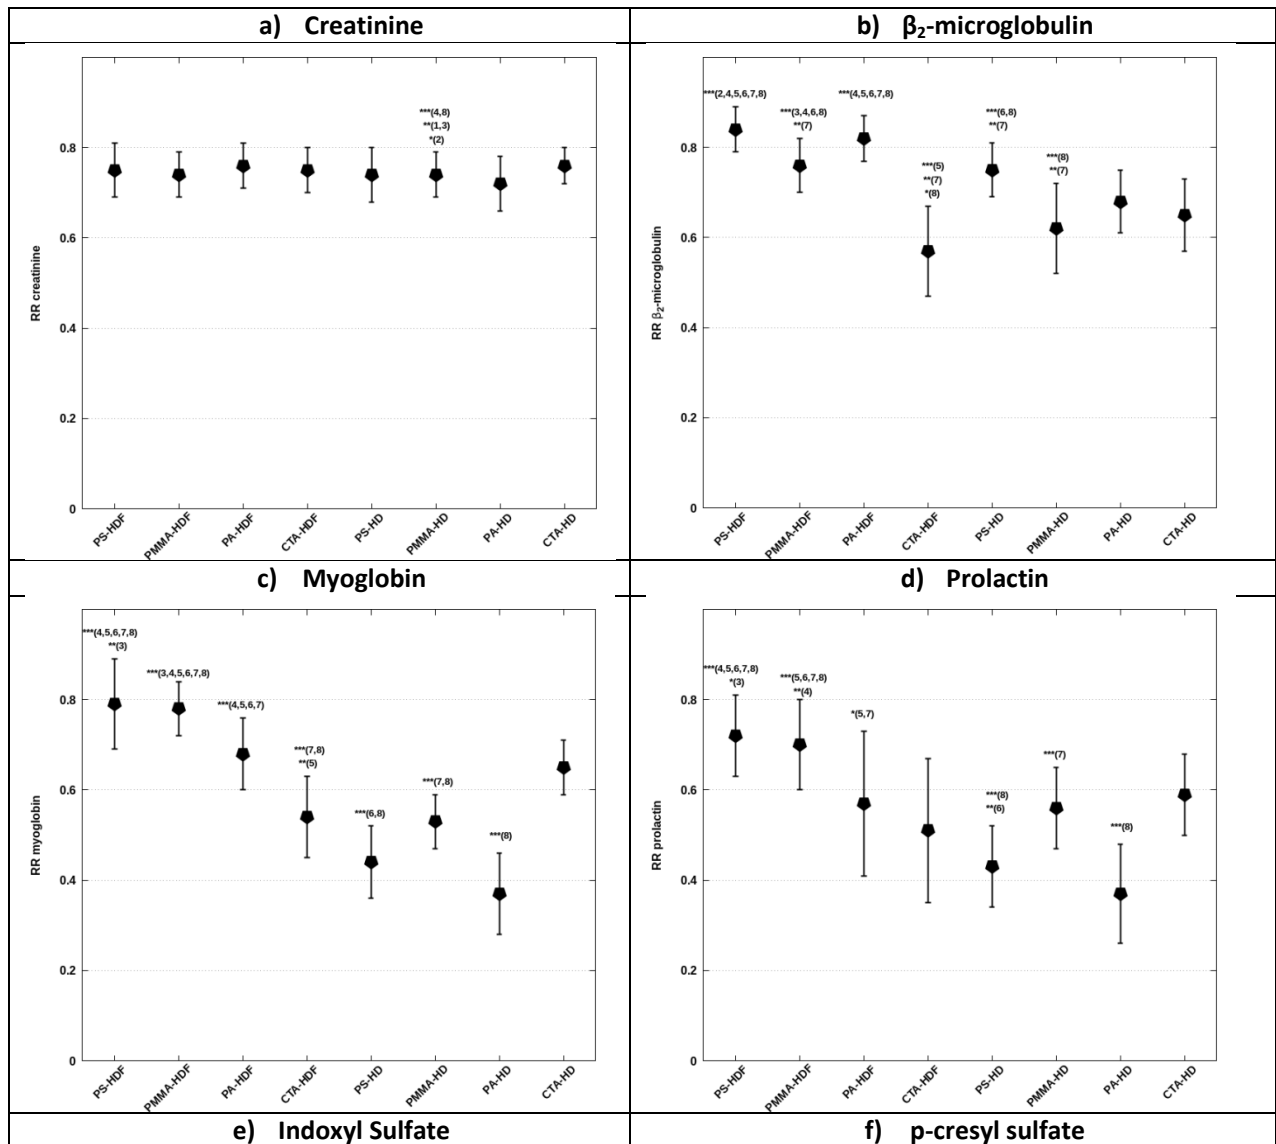 a) Creatinine
b) β₂-microglobulin
***(4,8)
**(1,3)
*(2)
0.8
0.6
0.4
0.2
0
RR creatinine
PS-HDF
PMMA-HDF
PA-HDF
CTA-HDF
PS-HD
PMMA-HD
PA-HD
CTA-HD
***(2,4,5,6,7,8)
***(3,4,6,8)
**(7)
***(4,5,6,7,8)
***(5)
**(7)
*(8)
***(6,8)
**(7)
***(8)
**(7)
0.8
0.6
0.4
0.2
0
RR β₂-microglobulin
PS-HDF
PMMA-HDF
PA-HDF
CTA-HDF
PS-HD
PMMA-HD
PA-HD
CTA-HD
c) Myoglobin
d) Prolactin
***(4,5,6,7,8)
**(3)
***(3,4,5,6,7,8)
***(4,5,6,7)
***(7,8)
**(5)
***(6,8)
***(7,8)
***(8)
0.8
0.6
0.4
0.2
0
RR myoglobin
PS-HDF
PMMA-HDF
PA-HDF
CTA-HDF
PS-HD
PMMA-HD
PA-HD
CTA-HD
***(4,5,6,7,8)
*(3)
***(5,6,7,8)
**(4)
*(5,7)
***(8)
**(6)
***(7)
***(8)
0.8
0.6
0.4
0.2
0
RR prolactin
PS-HDF
PMMA-HDF
PA-HDF
CTA-HDF
PS-HD
PMMA-HD
PA-HD
CTA-HD
e) Indoxyl Sulfate
f) p-cresyl sulfate